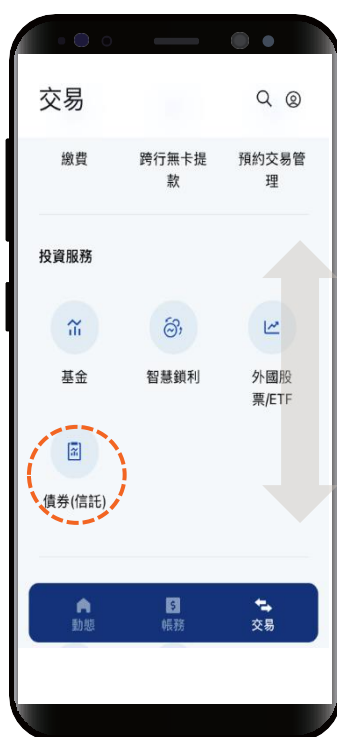 交易
繳費
跨行無卡提
款
預約交易管
理
投資服務
基金
智慧鎖利
外國股
票/ETF
債券(信託)
動態
帳務
交易